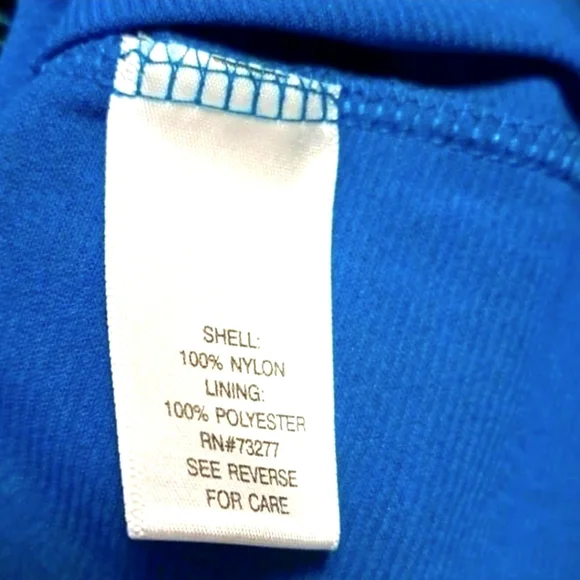 SHELL:
100% NYLON
LINING:
100% POLYESTER
RN#73277
SEE REVERSE
FOR CARE